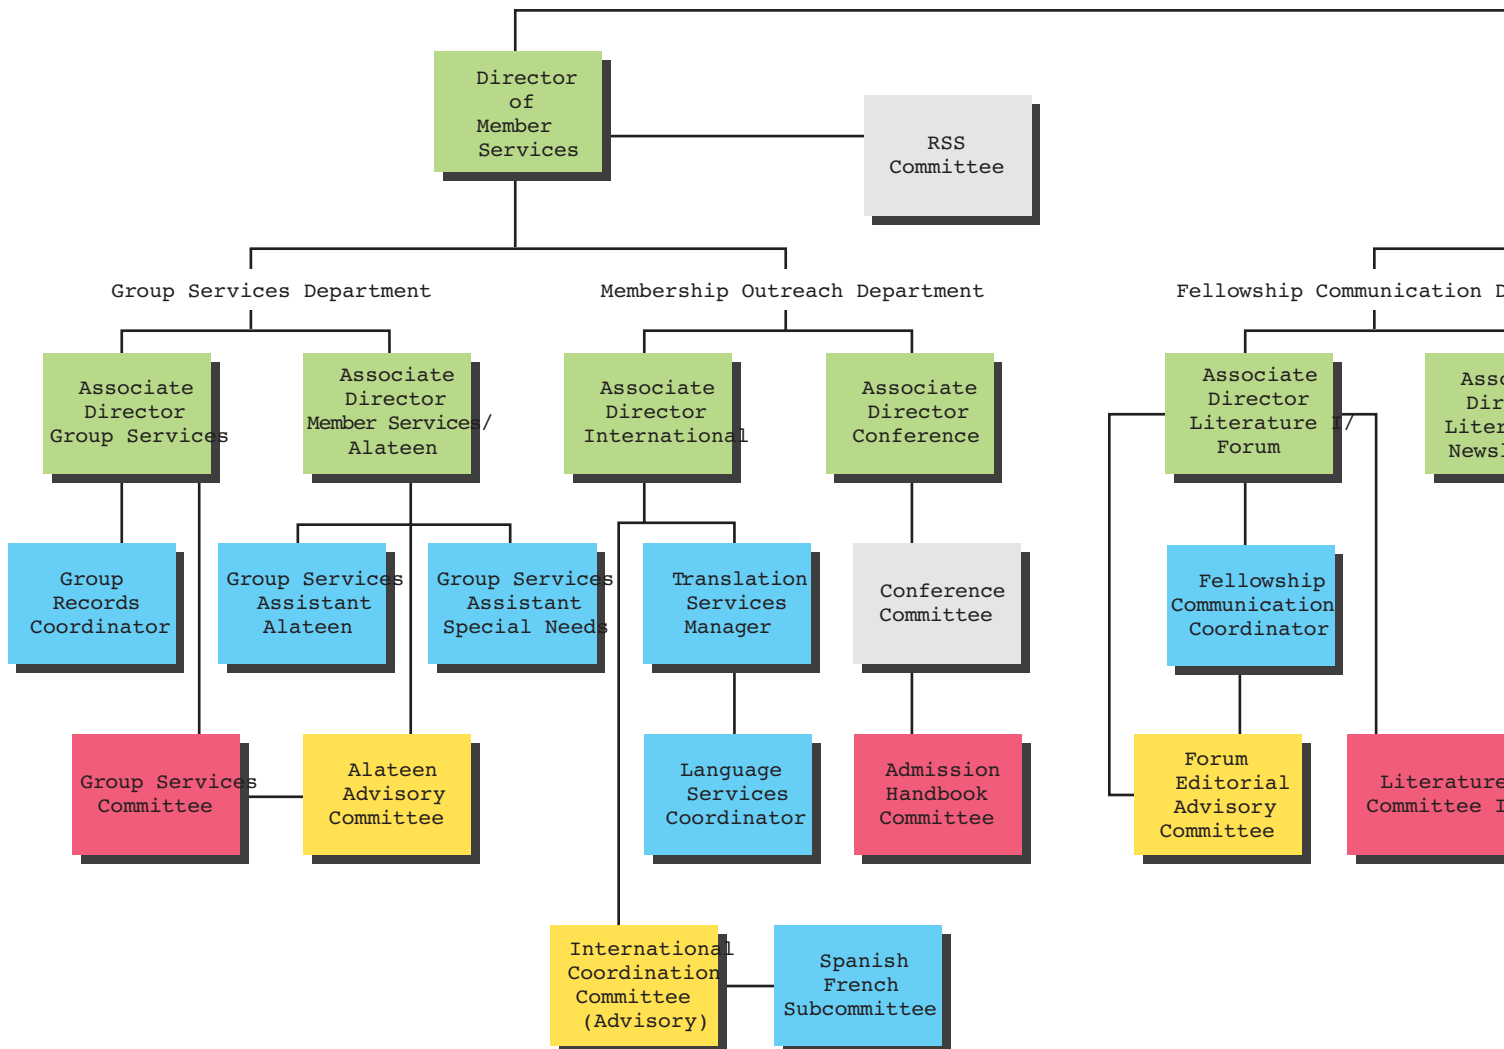 Director
of
Member
Services
RSS
Committee
Group Services Department
Membership Outreach Department
Fellowship Communication D
Associate
Director
Group Services
Associate
Director
Member Services/
Alateen
Associate
Director
International
Associate
Director
Conference
Associate
Director
Literature I/
Forum
Asso
Dir
Liter
Newsl
Group
Records
Coordinator
Group Services
Assistant
Alateen
Group Services
Assistant
Special Needs
Translation
Services
Manager
Conference
Committee
Fellowship
Communication
Coordinator
Group Services
Committee
Alateen
Advisory
Committee
Language
Services
Coordinator
Admission
Handbook
Committee
Forum
Editorial
Advisory
Committee
Literature
Committee I
International
Coordination
Committee
(Advisory)
Spanish
French
Subcommittee